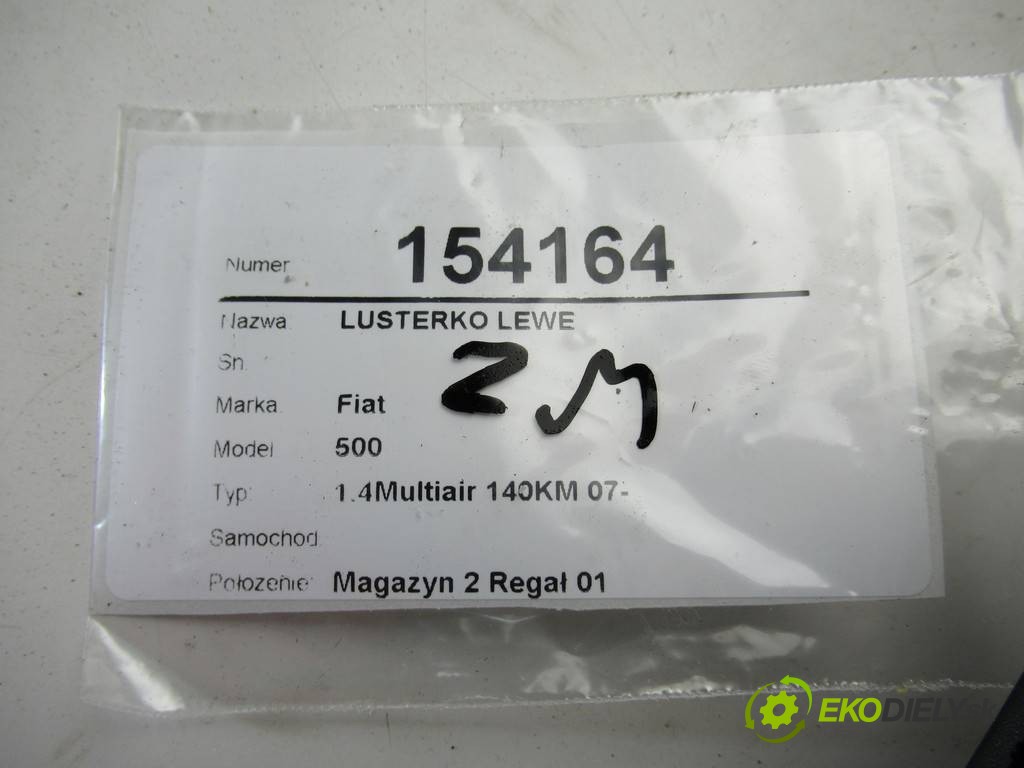 Numer 154164
Nazwa: LUSTERKO LEWE
Sn:
ZM
Marka: Fiat
Model 500
Typ: 1.4Multiair 140KM 07-
Samochod:
Położenie: Magazyn 2 Regał 01
EKODIELY